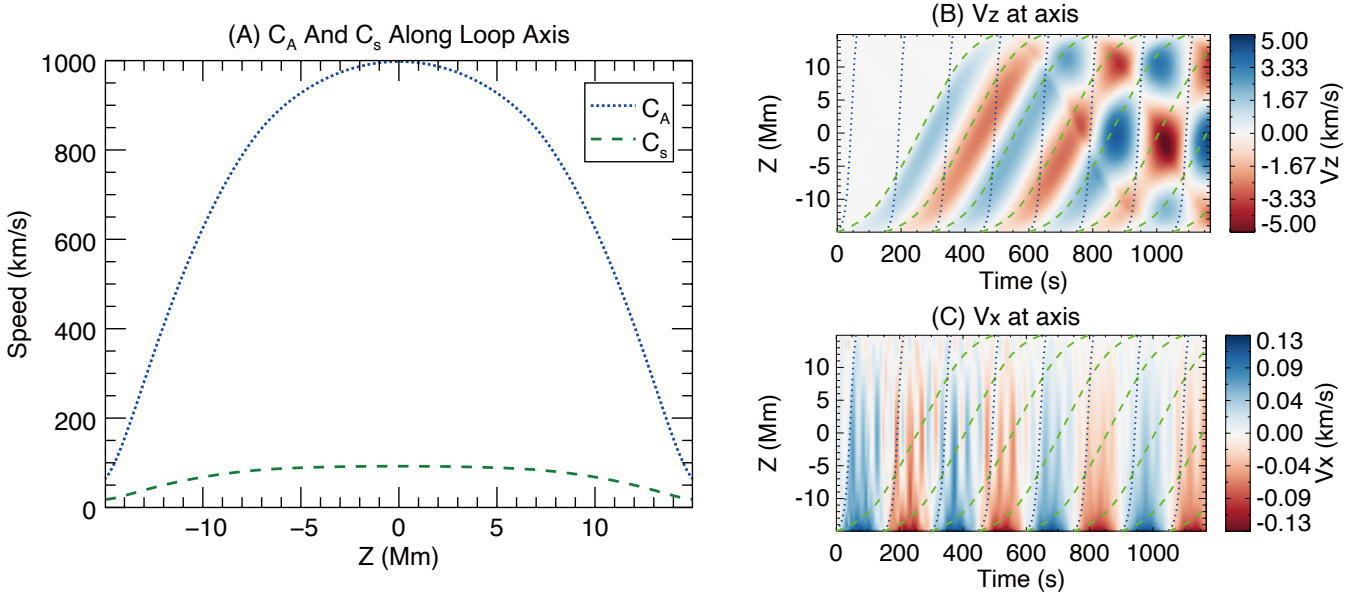 (A) C_A And C_s Along Loop Axis
1000
800
600
400
200
0
Speed (km/s)
C_A
C_s
−10 −5 0 5 10
Z (Mm)
(B) Vz at axis
10
5
0
-5
-10
Z (Mm)
0 200 400 600 800 1000
Time (s)
5.00
3.33
1.67
0.00
-1.67
-3.33
-5.00
Vz (km/s)
(C) Vx at axis
10
5
0
-5
-10
Z (Mm)
0 200 400 600 800 1000
Time (s)
0.13
0.09
0.04
0.00
-0.04
-0.09
-0.13
Vx (km/s)